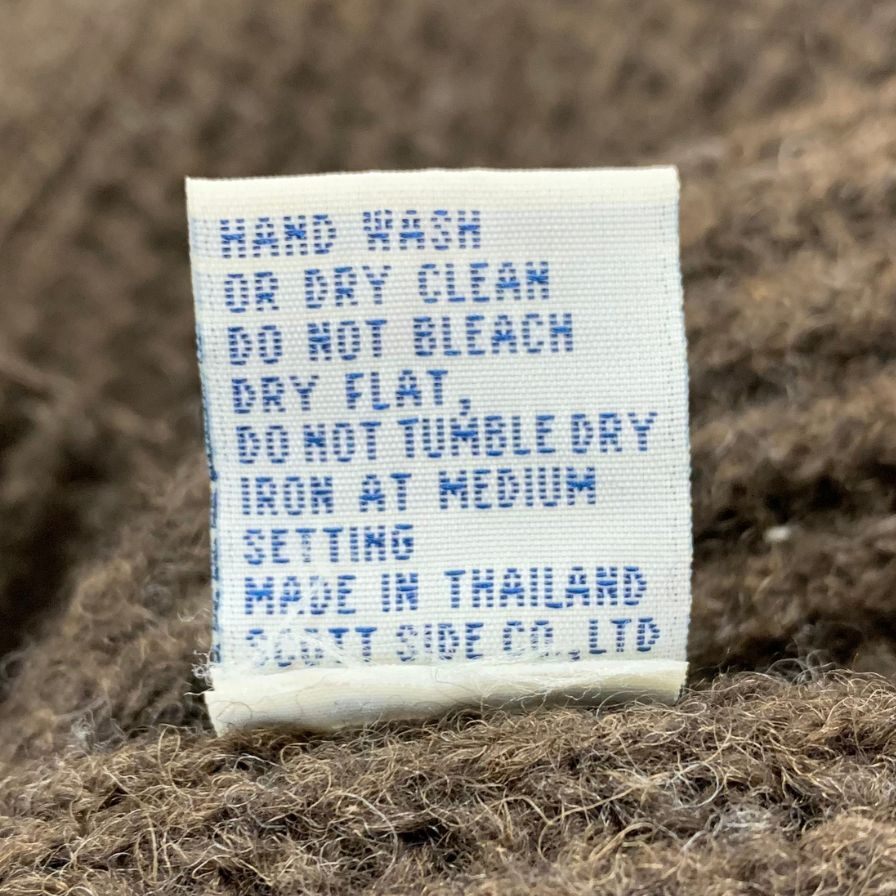 HAND WASH
OR DRY CLEAN
DO NOT BLEACH
DRY FLAT,
DO NOT TUMBLE DRY
IRON AT MEDIUM
SETTING
MADE IN THAILAND
SCOTT SIDE CO.,LTD